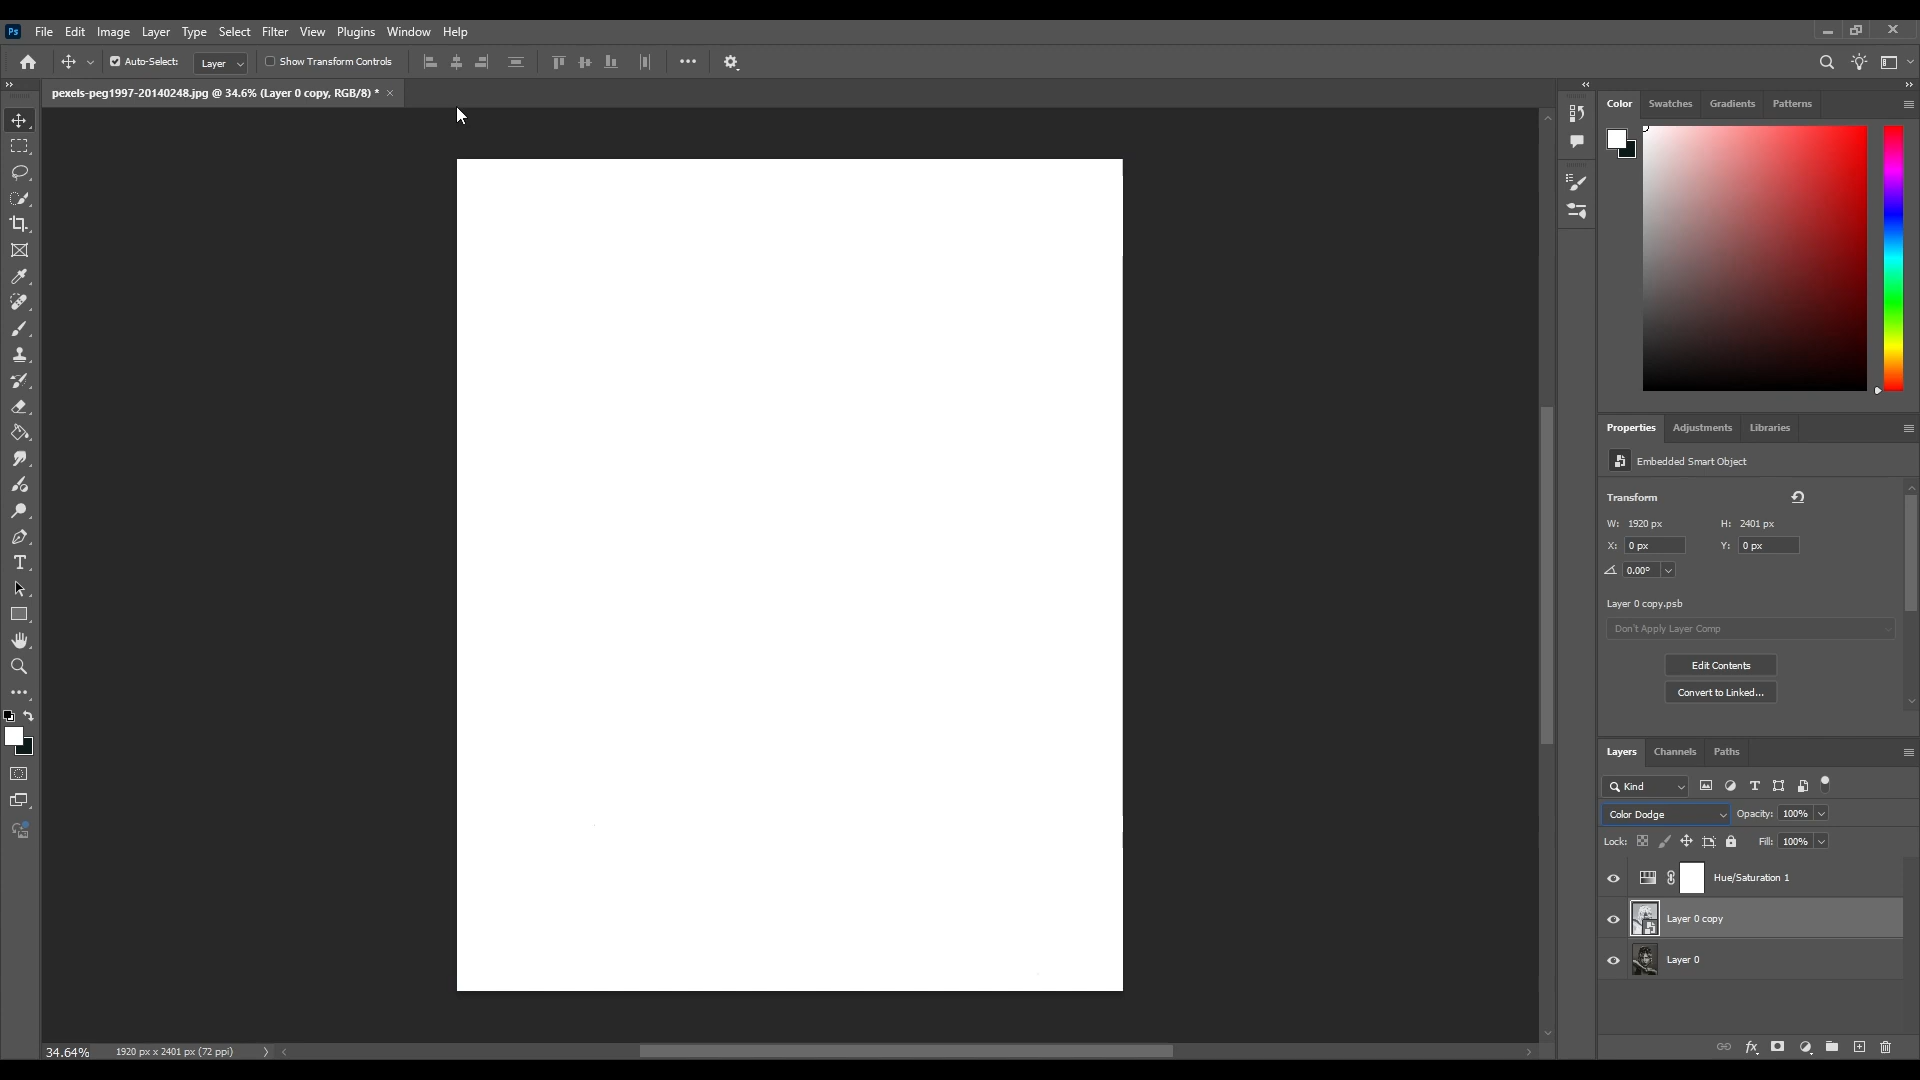 Ps File Edit Image Layer Type Select Filter View Plugins Window Help
Auto-Select: Layer Show Transform Controls
pexels-peg1997-20140248.jpg @ 34.6% (Layer 0 copy, RGB/8) *
Color Swatches Gradients Patterns
Properties Adjustments Libraries
Embedded Smart Object
Transform
W: 1920 px H: 2401 px
X: 0 px Y: 0 px
0.00°
Layer 0 copy.psb
Don't Apply Layer Comp
Edit Contents
Convert to Linked...
Layers Channels Paths
Kind
Color Dodge Opacity: 100%
Lock: Fill: 100%
Hue/Saturation 1
Layer 0 copy
Layer 0
fx
34.64% 1920 px x 2401 px (72 ppi)